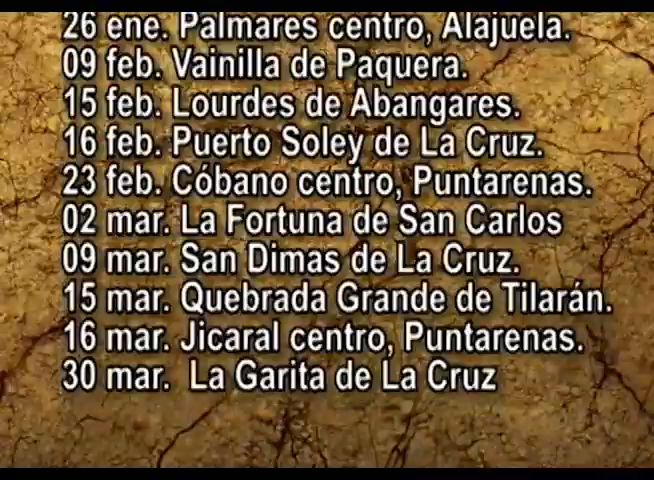 26 ene. Palmares centro, Alajuela.
09 feb. Vainilla de Paquera.
15 feb. Lourdes de Abangares.
16 feb. Puerto Soley de La Cruz.
23 feb. Cóbano centro, Puntarenas.
02 mar. La Fortuna de San Carlos
09 mar. San Dimas de La Cruz.
15 mar. Quebrada Grande de Tilarán.
16 mar. Jicaral centro, Puntarenas.
30 mar. La Garita de La Cruz